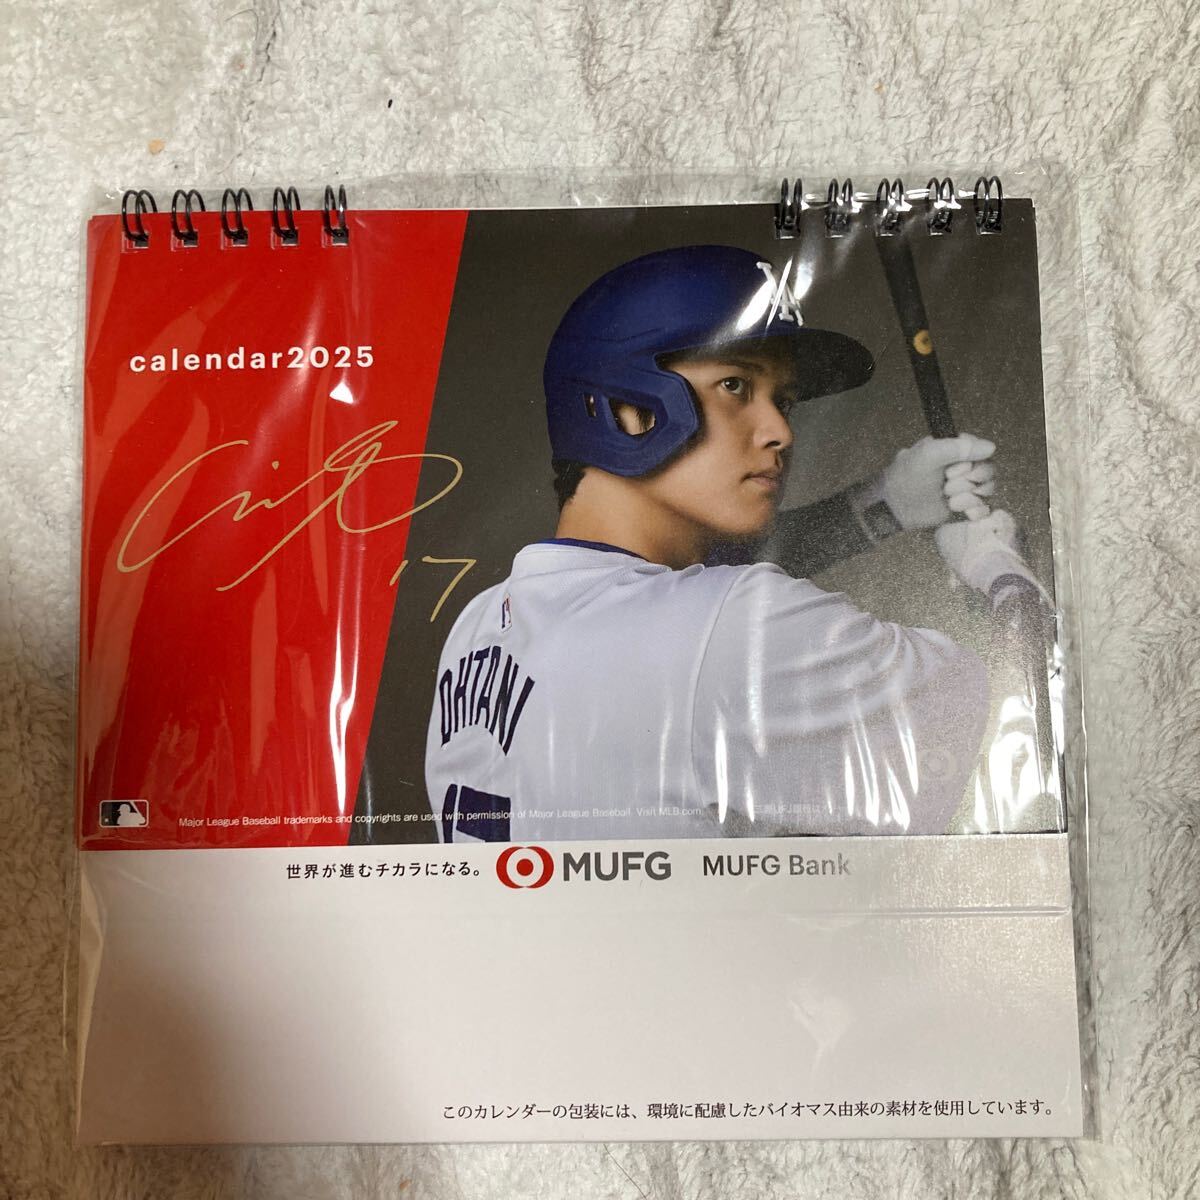 calendar2025
17
LA
OHTANI
17
Major League Baseball trademarks and copyrights are used with permission of Major League Baseball. Visit MLB.com.
世界が進むチカラになる。 MUFG MUFG Bank
このカレンダーの包装には、環境に配慮したバイオマス由来の素材を使用しています。